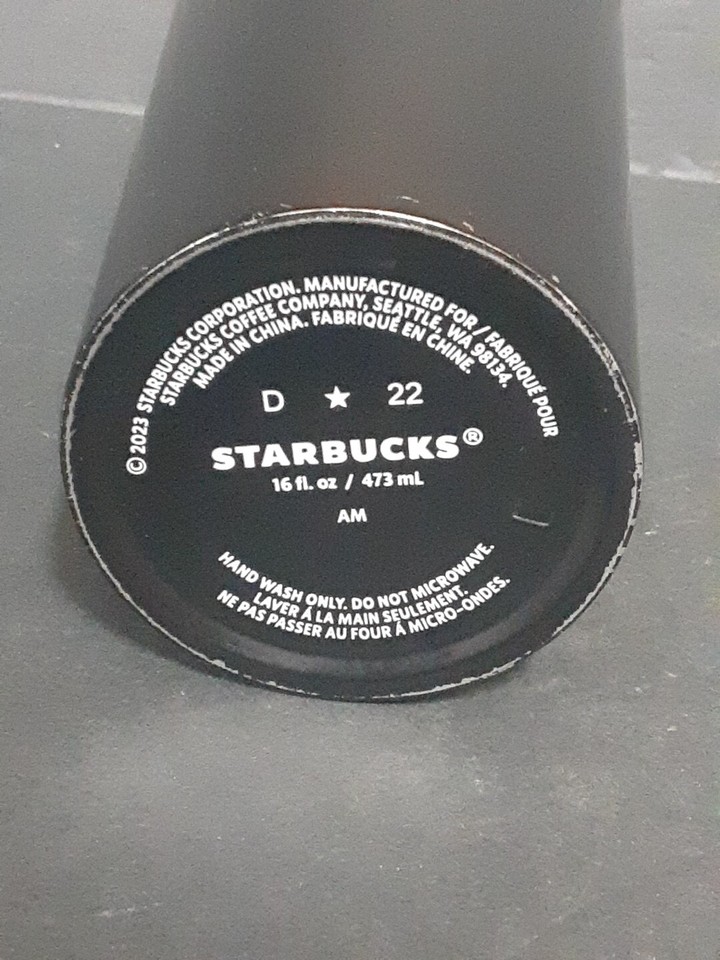 © 2023 STARBUCKS CORPORATION. MANUFACTURED FOR / FABRIQUÉ POUR
STARBUCKS COFFEE COMPANY, SEATTLE, WA 98134.
MADE IN CHINA. FABRIQUÉ EN CHINE.
D ★ 22
STARBUCKS®
16 fl. oz / 473 mL
AM
HAND WASH ONLY. DO NOT MICROWAVE.
LAVER À LA MAIN SEULEMENT.
NE PAS PASSER AU FOUR À MICRO-ONDES.